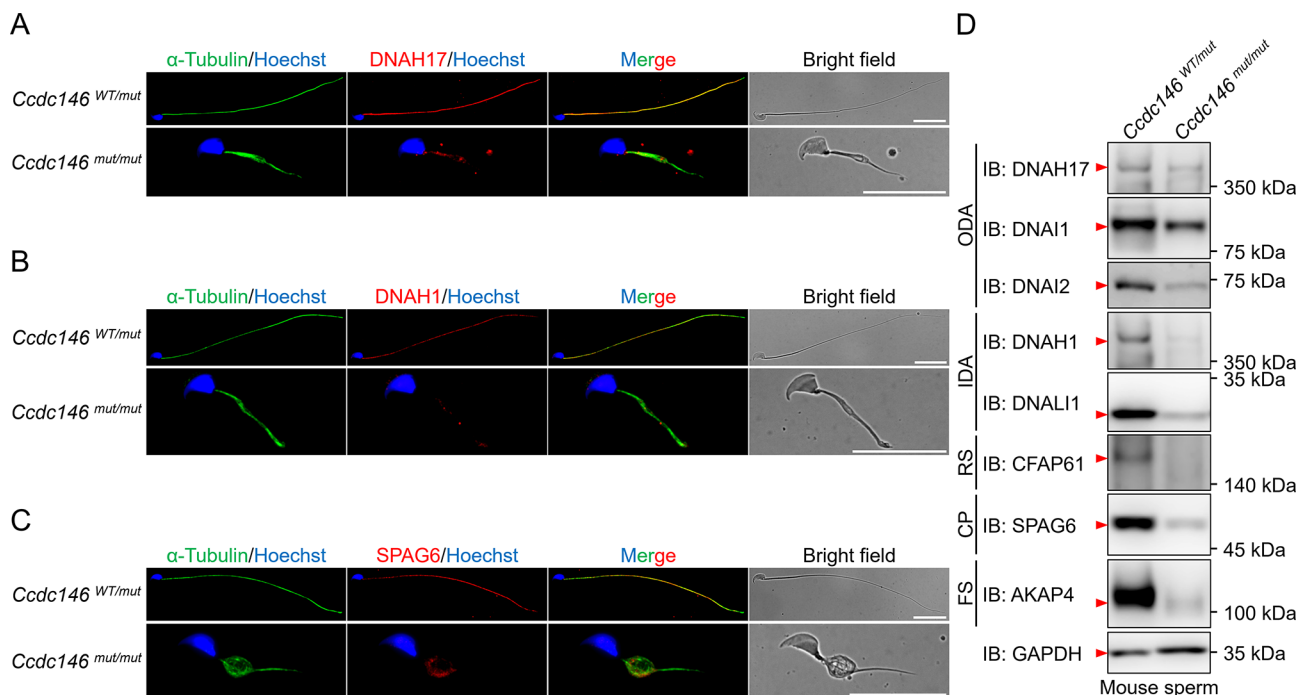 A
α-Tubulin/Hoechst DNAH17/Hoechst Merge Bright field
Ccdc146 WT/mut
Ccdc146 mut/mut
B
α-Tubulin/Hoechst DNAH1/Hoechst Merge Bright field
Ccdc146 WT/mut
Ccdc146 mut/mut
C
α-Tubulin/Hoechst SPAG6/Hoechst Merge Bright field
Ccdc146 WT/mut
Ccdc146 mut/mut
D
Ccdc146 WT/mut
Ccdc146 mut/mut
ODA
IB: DNAH17
350 kDa
IB: DNAI1
75 kDa
75 kDa
IB: DNAI2
IDA
IB: DNAH1
350 kDa
35 kDa
IB: DNALI1
RS
IB: CFAP61
140 kDa
CP
IB: SPAG6
45 kDa
FS
IB: AKAP4
100 kDa
IB: GAPDH
35 kDa
Mouse sperm